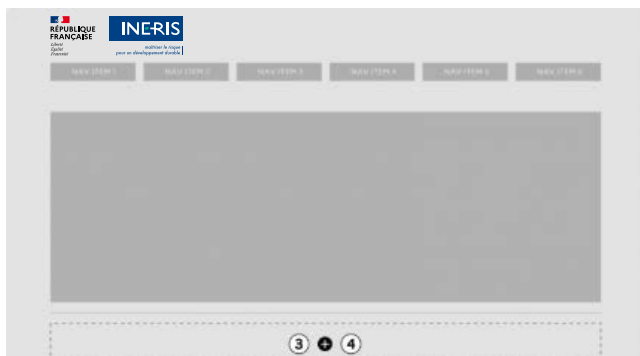 RÉPUBLIQUE
FRANÇAISE
Liberté
Égalité
Fraternité
INERIS
maîtriser le risque
pour un développement durable
NAV ITEM 1 NAV ITEM 2 NAV ITEM 3 NAV ITEM 4 NAV ITEM 5 NAV ITEM 6
3 + 4